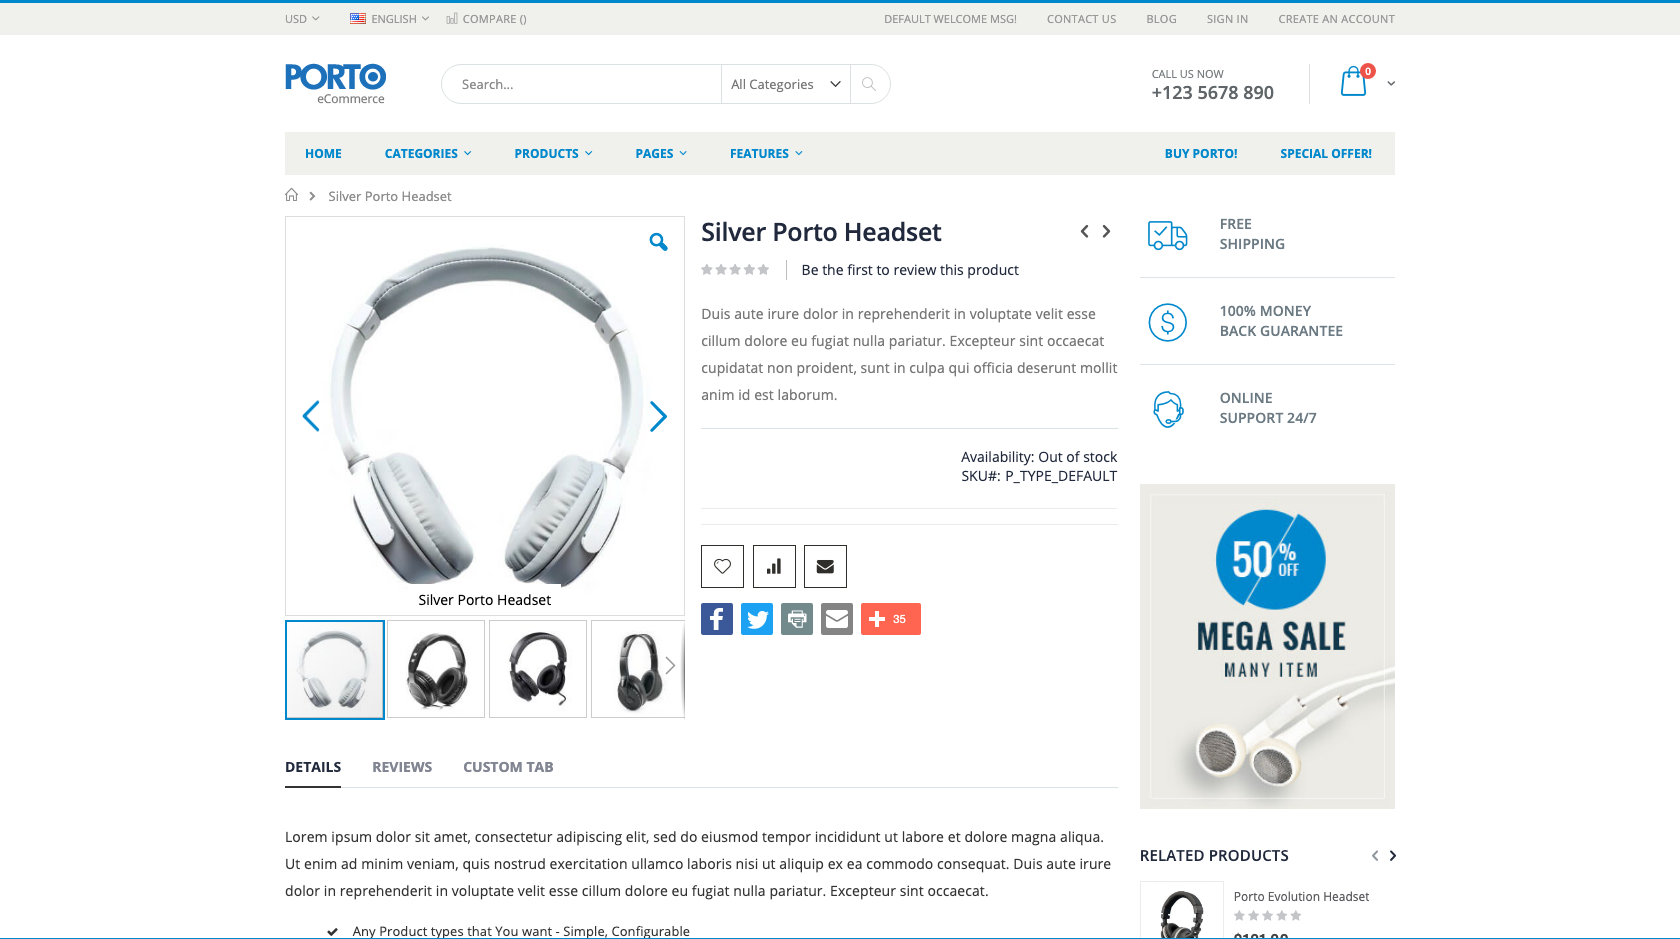 USD
ENGLISH
COMPARE ()
DEFAULT WELCOME MSG!
CONTACT US
BLOG
SIGN IN
CREATE AN ACCOUNT
PORTO
eCommerce
Search...
All Categories
CALL US NOW
+123 5678 890
0
HOME
CATEGORIES
PRODUCTS
PAGES
FEATURES
BUY PORTO!
SPECIAL OFFER!
Silver Porto Headset
Silver Porto Headset
Be the first to review this product
Duis aute irure dolor in reprehenderit in voluptate velit esse
cillum dolore eu fugiat nulla pariatur. Excepteur sint occaecat
cupidatat non proident, sunt in culpa qui officia deserunt mollit
anim id est laborum.
Availability: Out of stock
SKU#: P_TYPE_DEFAULT
35
Silver Porto Headset
FREE
SHIPPING
100% MONEY
BACK GUARANTEE
ONLINE
SUPPORT 24/7
50% OFF
MEGA SALE
MANY ITEM
DETAILS
REVIEWS
CUSTOM TAB
Lorem ipsum dolor sit amet, consectetur adipiscing elit, sed do eiusmod tempor incididunt ut labore et dolore magna aliqua.
Ut enim ad minim veniam, quis nostrud exercitation ullamco laboris nisi ut aliquip ex ea commodo consequat. Duis aute irure
dolor in reprehenderit in voluptate velit esse cillum dolore eu fugiat nulla pariatur. Excepteur sint occaecat.
Any Product types that You want - Simple, Configurable
RELATED PRODUCTS
Porto Evolution Headset